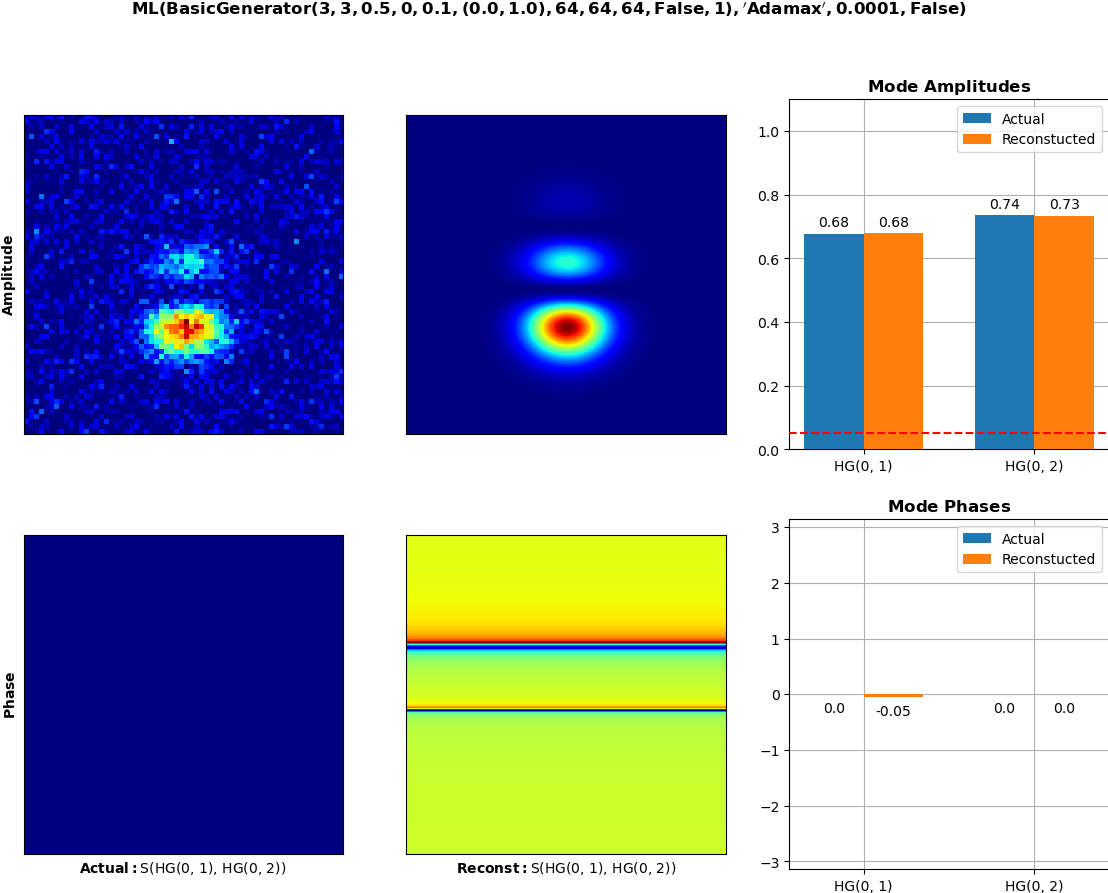 ML(BasicGenerator(3, 3, 0.5, 0, 0.1, (0.0, 1.0), 64, 64, 64, False, 1), ′Adamax′, 0.0001, False)
Amplitude
Mode Amplitudes
Actual
Reconstucted
1.0
0.8
0.6
0.4
0.2
0.0
0.68
0.68
0.74
0.73
HG(0, 1)
HG(0, 2)
Phase
Actual: S(HG(0, 1), HG(0, 2))
Reconst: S(HG(0, 1), HG(0, 2))
Mode Phases
Actual
Reconstucted
3
2
1
0
−1
−2
−3
0.0
-0.05
0.0
0.0
HG(0, 1)
HG(0, 2)